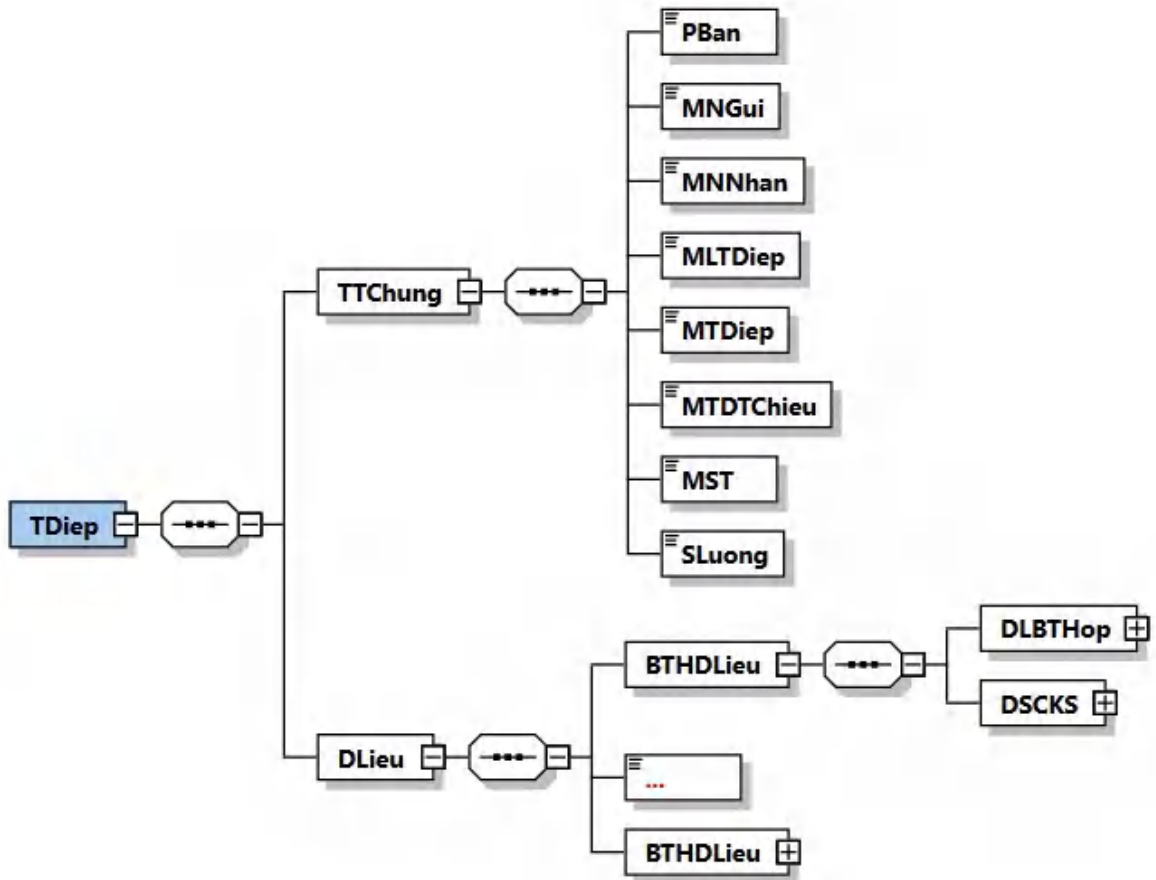 PBan
MNGui
MNNhan
MLTDiep
TTChung
MTDiep
MTDTChieu
MST
TDiep
SLuong
DLBTHop
BTHDLieu
DSCKS
DLieu
...
BTHDLieu